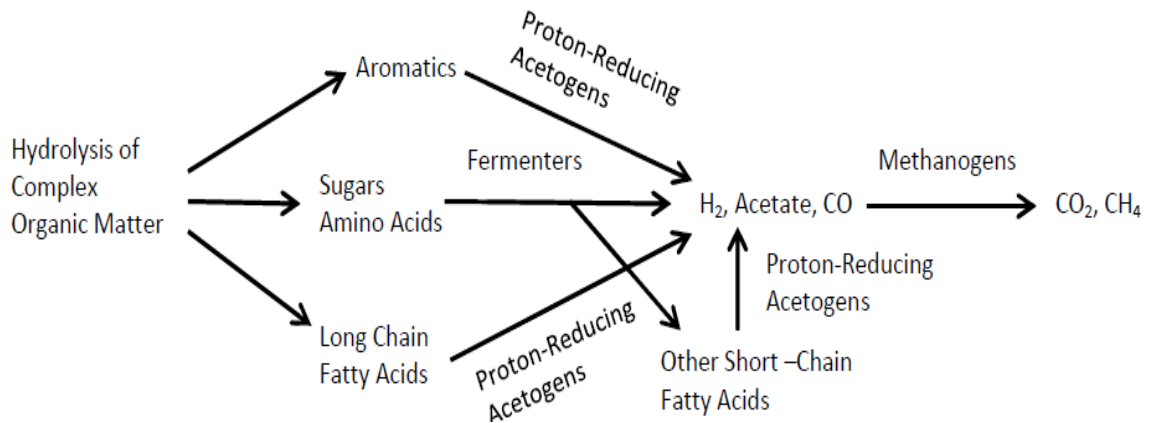 Proton-Reducing
Acetogens
Aromatics
Hydrolysis of
Complex
Organic Matter
Sugars
Amino Acids
Fermenters
H₂, Acetate, CO
Methanogens
CO₂, CH₄
Proton-Reducing
Acetogens
Long Chain
Fatty Acids
Proton-Reducing
Acetogens
Other Short –Chain
Fatty Acids